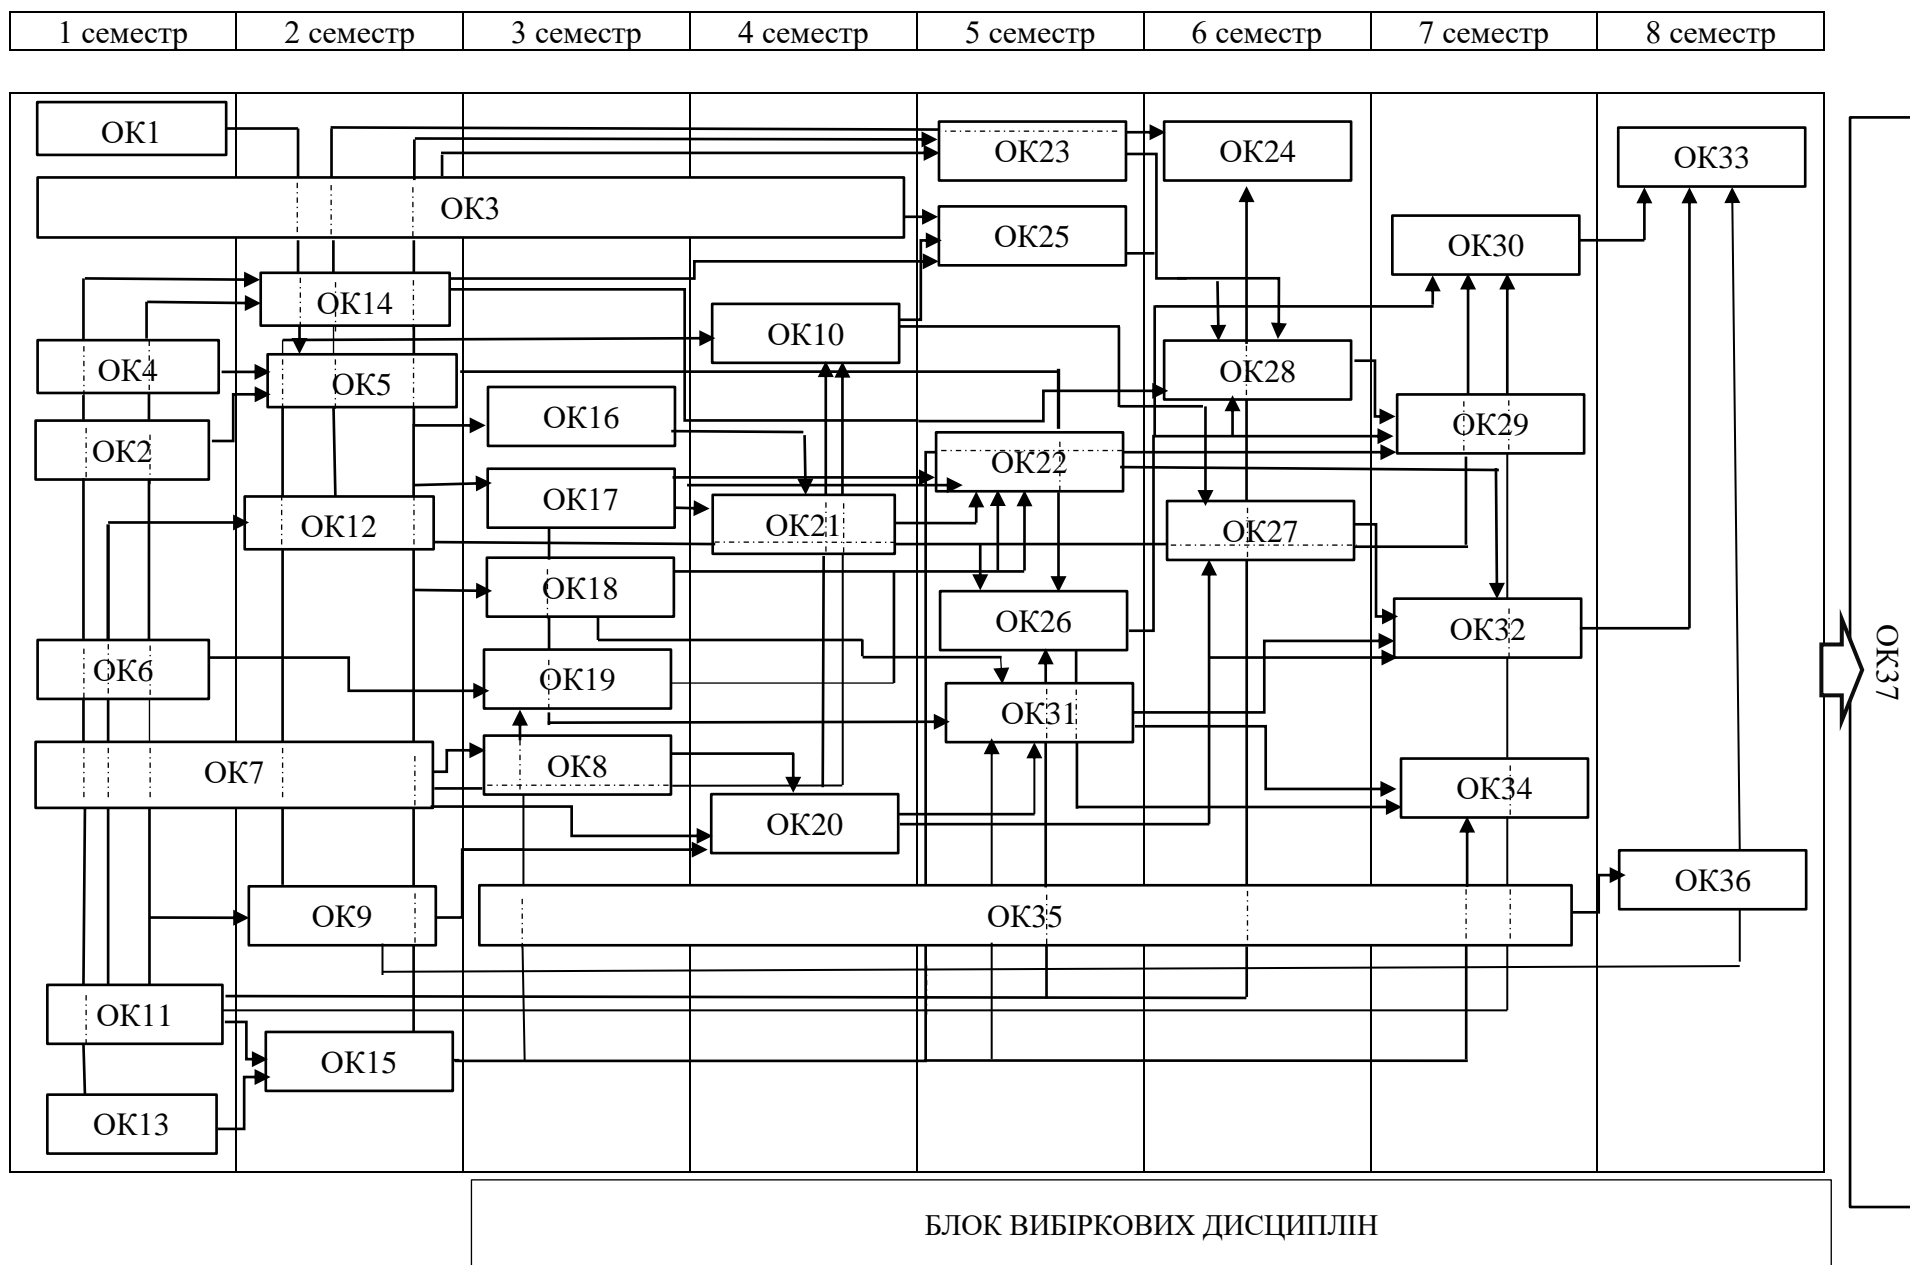 1 семестр 2 семестр 3 семестр 4 семестр 5 семестр 6 семестр 7 семестр 8 семестр
ОК1
ОК23
ОК24
ОК33
ОК3
ОК25
ОК30
ОК14
ОК10
ОК4
ОК5
ОК28
ОК16
ОК29
ОК2
ОК22
ОК17
ОК12
ОК21
ОК27
ОК18
ОК26
ОК32
ОК6
ОК19
ОК37
ОК31
ОК7
ОК8
ОК34
ОК20
ОК36
ОК9
ОК35
ОК11
ОК15
ОК13
БЛОК ВИБІРКОВИХ ДИСЦИПЛІН